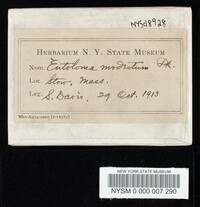 NYSf8928
HERBARIUM N. Y. STATE MUSEUM
NOM. Entoloma modestum Pk.
LOC. Stow, Mass.
LEG. S. Davis, 29 Oct. 1913
NEW YORK STATE MUSEUM
NYSM 0 000 007 290